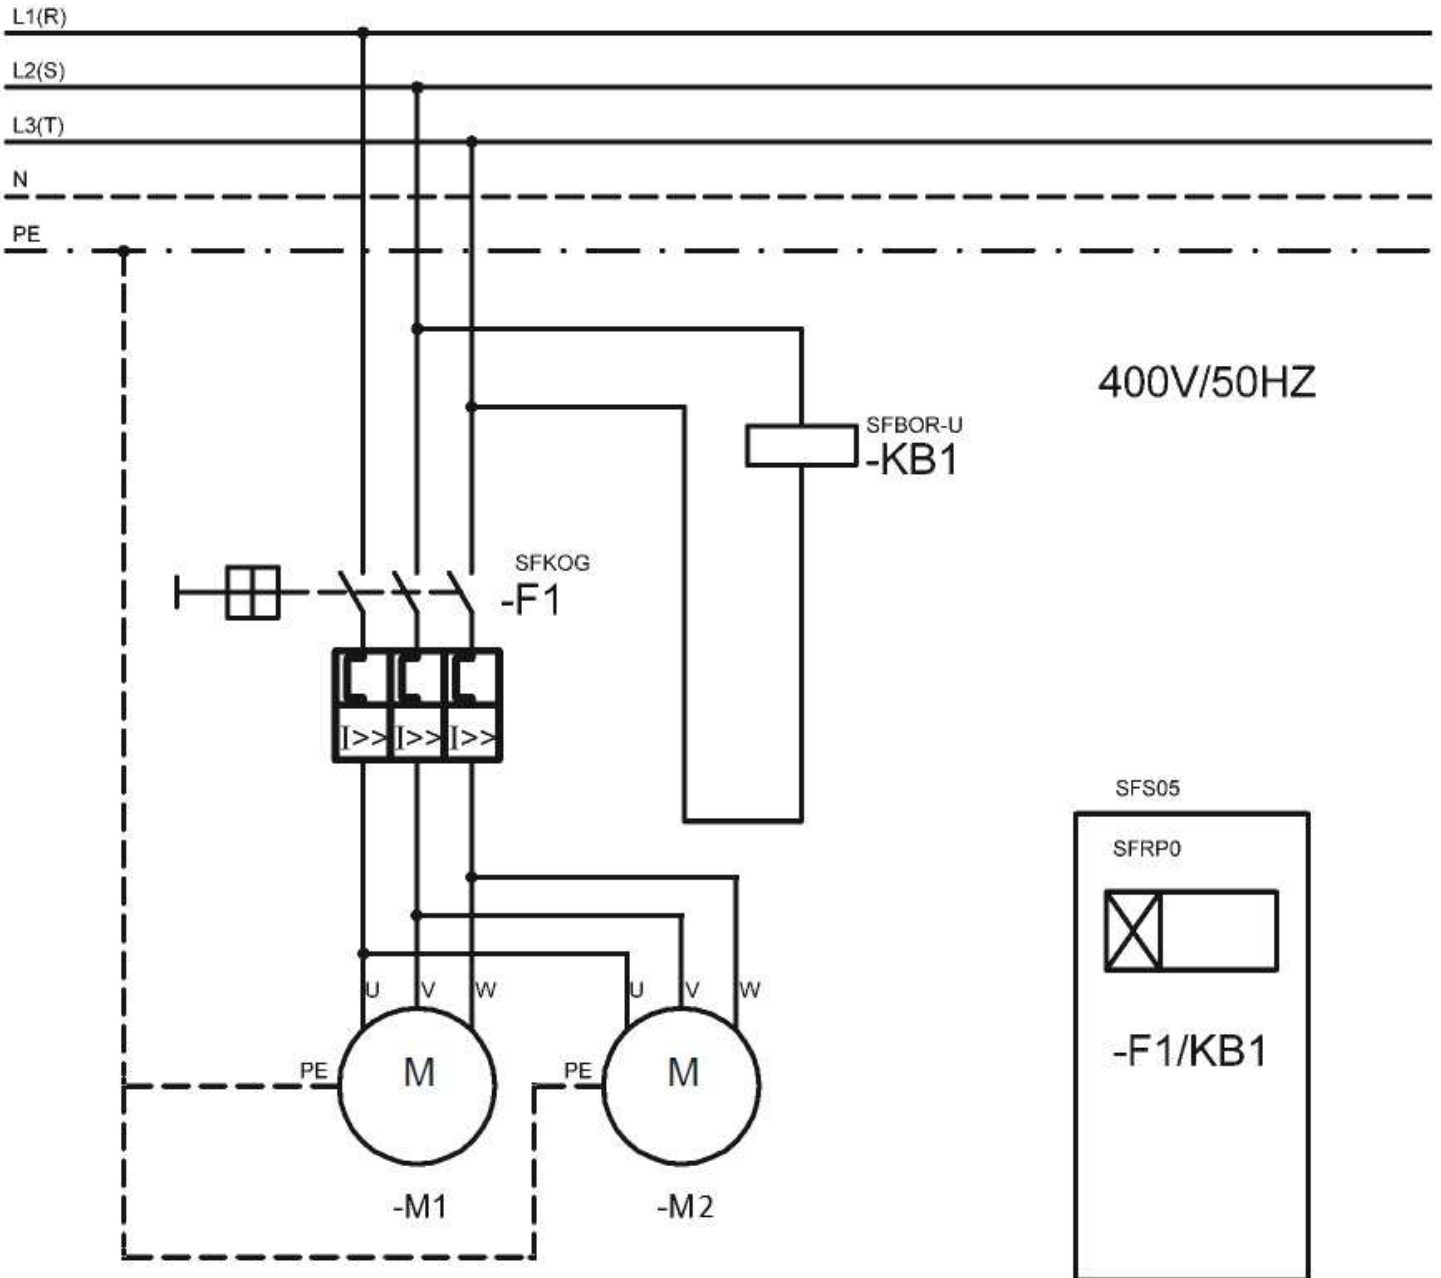 L1(R)
L2(S)
L3(T)
N
PE
400V/50HZ
SFBOR-U
-KB1
SFKOG
-F1
I>> I>> I>>
SFS05
SFRP0
U V W U V W
-F1/KB1
PE M PE M
-M1 -M2